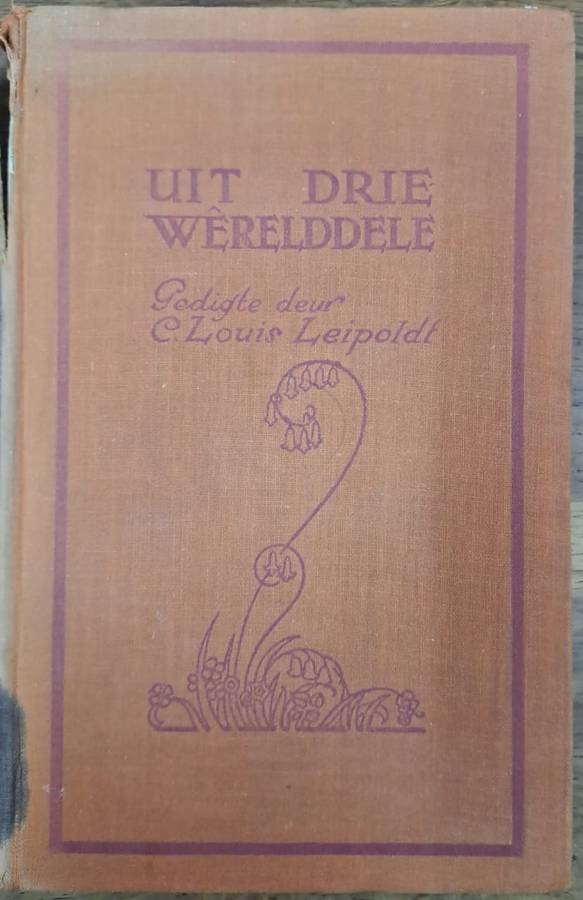 UIT DRIE
WÊRELDDELE
Gedigte deur
C. Louis Leipoldt